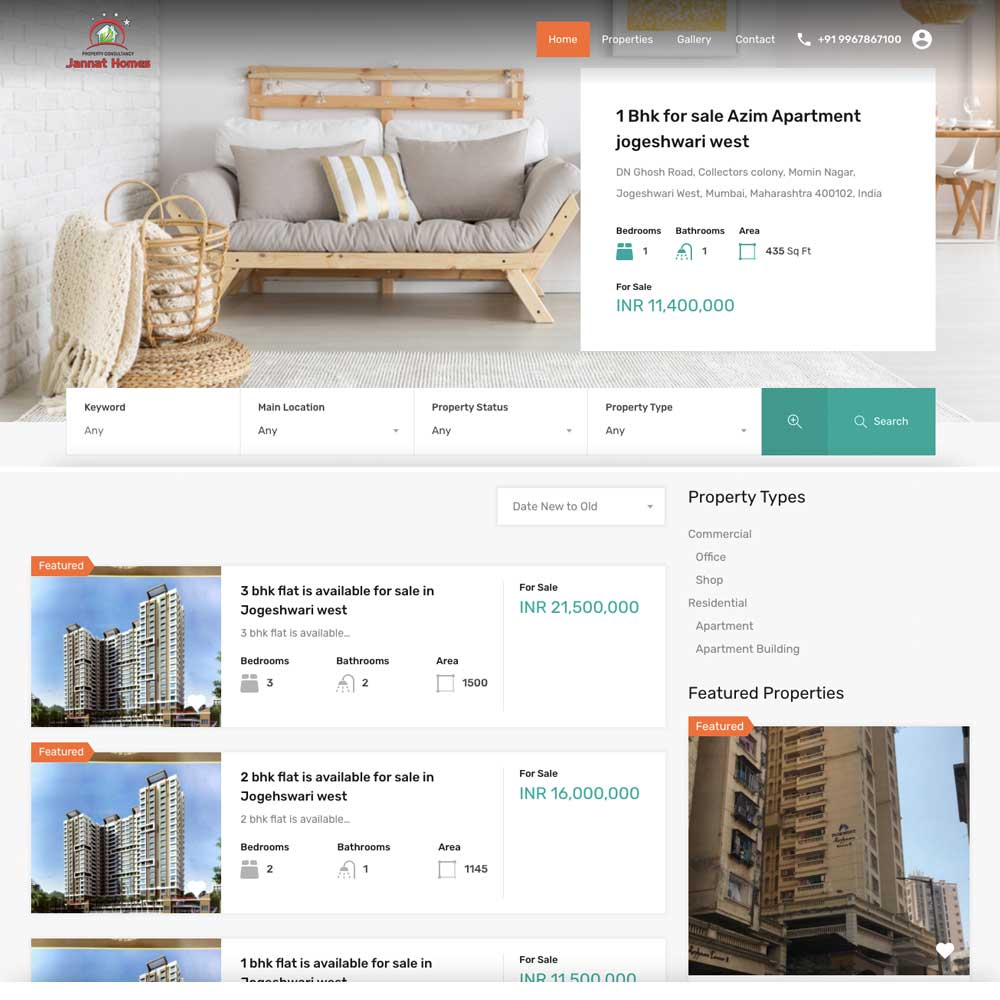 PROPERTY CONSULTANCY
Jannat Homes
Home
Properties
Gallery
Contact
+91 9967867100
1 Bhk for sale Azim Apartment
jogeshwari west
DN Ghosh Road, Collectors colony, Momin Nagar,
Jogeshwari West, Mumbai, Maharashtra 400102, India
Bedrooms Bathrooms Area
1 1 435 Sq Ft
For Sale
INR 11,400,000
Keyword
Any
Main Location
Any
Property Status
Any
Property Type
Any
Search
Date New to Old
Featured
3 bhk flat is available for sale in
Jogeshwari west
3 bhk flat is available...
Bedrooms Bathrooms Area
3 2 1500
For Sale
INR 21,500,000
Featured
2 bhk flat is available for sale in
Jogehswari west
2 bhk flat is available...
Bedrooms Bathrooms Area
2 1 1145
For Sale
INR 16,000,000
1 bhk flat is available for sale in
Jogehswari west
For Sale
INR 11,500,000
Property Types
Commercial
Office
Shop
Residential
Apartment
Apartment Building
Featured Properties
Featured